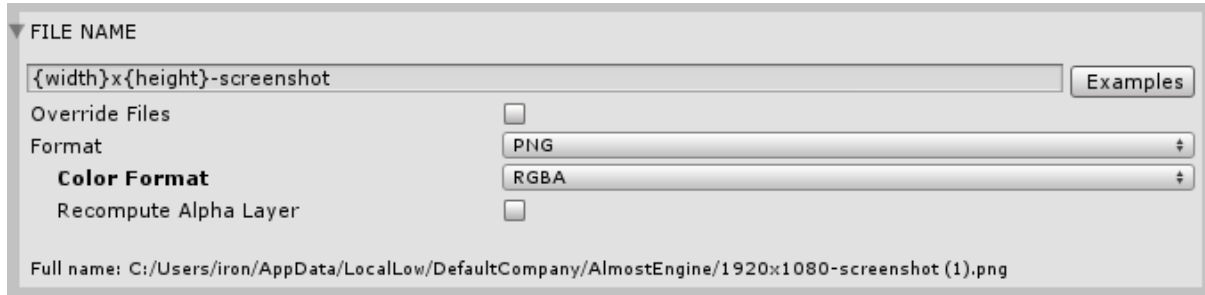 FILE NAME
{width}x{height}-screenshot
Examples
Override Files
Format PNG
Color Format RGBA
Recompute Alpha Layer
Full name: C:/Users/iron/AppData/LocalLow/DefaultCompany/AlmostEngine/1920x1080-screenshot (1).png